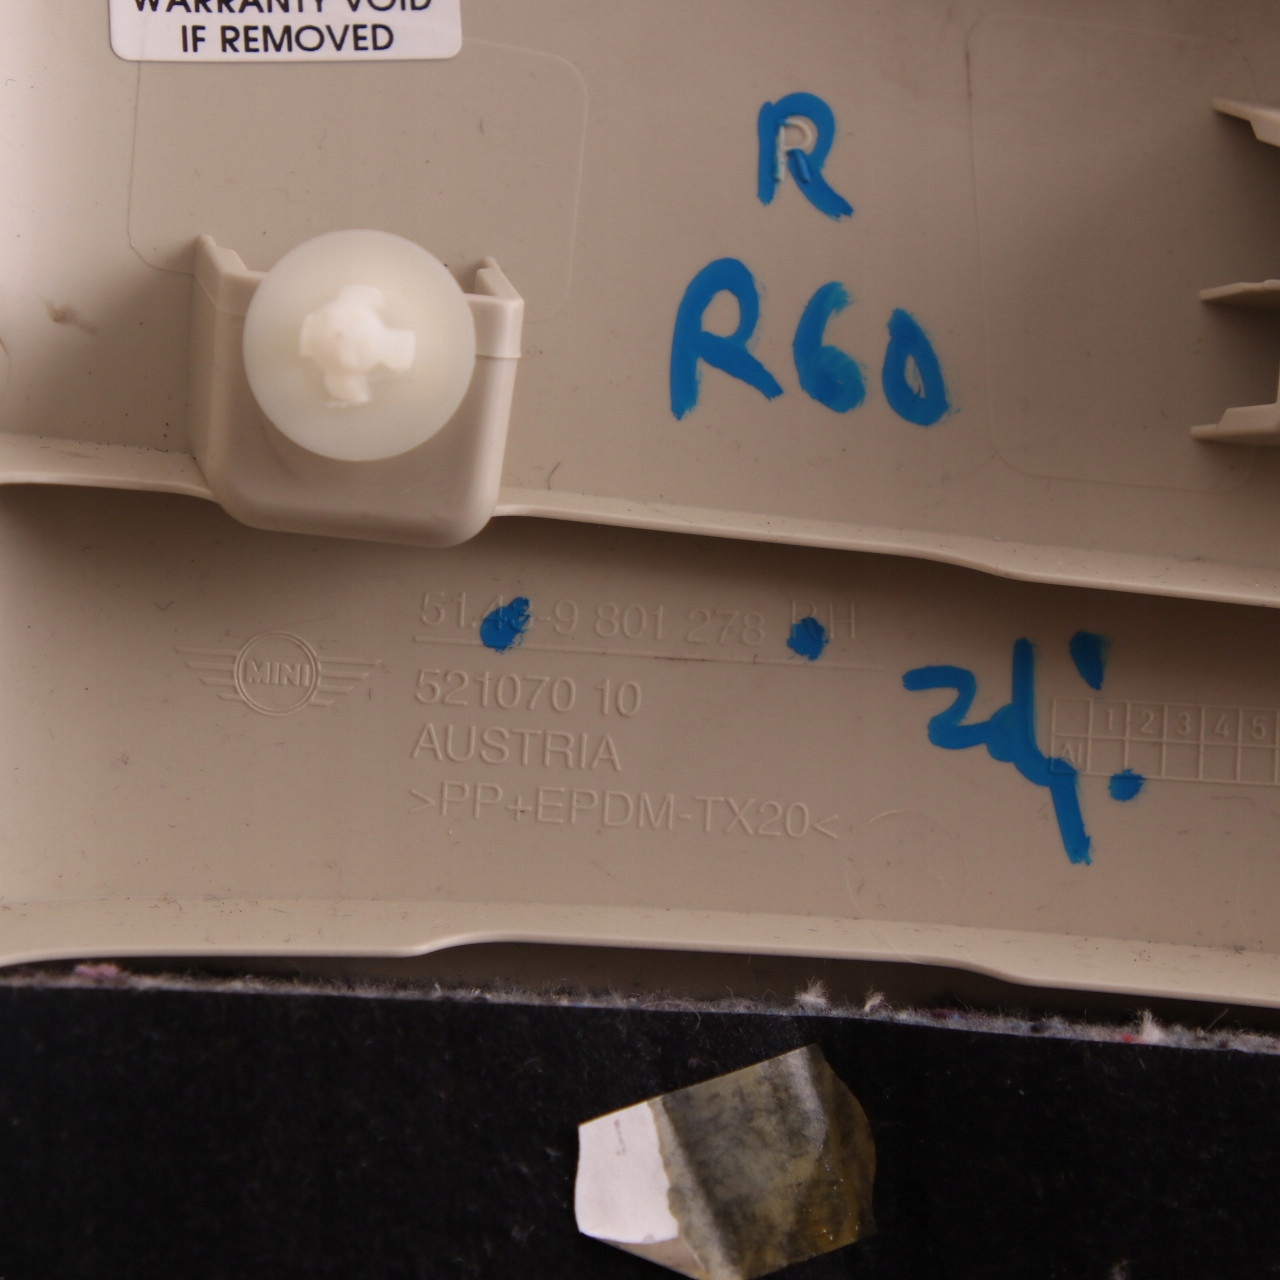 WARRANTY VOID
IF REMOVED
R
R
R60
51.43-9 801 278 RH
MINI
521070 10
AUSTRIA
>PP+EPDM-TX20<
1 2 3 4 5